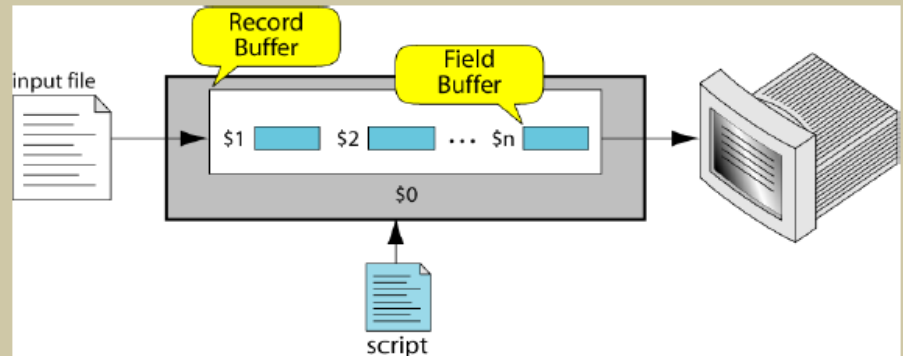 Record
Buffer
input file
Field
Buffer
$1
$2
... $n
$0
script